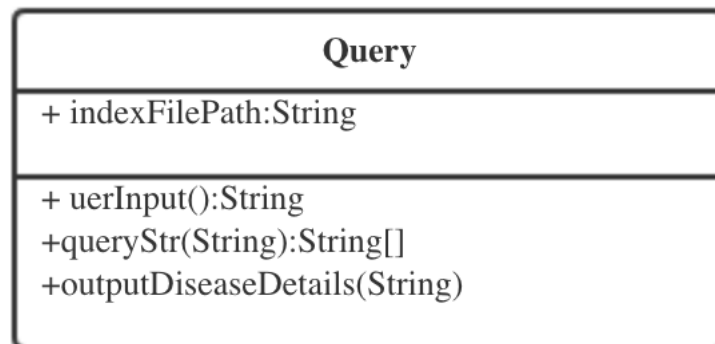 Query
+ indexFilePath:String
+ uerInput():String
+queryStr(String):String[]
+outputDiseaseDetails(String)